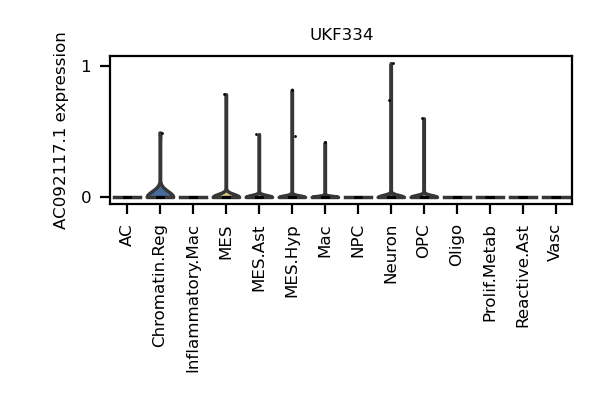 UKF334
AC092117.1 expression
1
0
AC
Chromatin.Reg
Inflammatory.Mac
MES
MES.Ast
MES.Hyp
Mac
NPC
Neuron
OPC
Oligo
Prolif.Metab
Reactive.Ast
Vasc